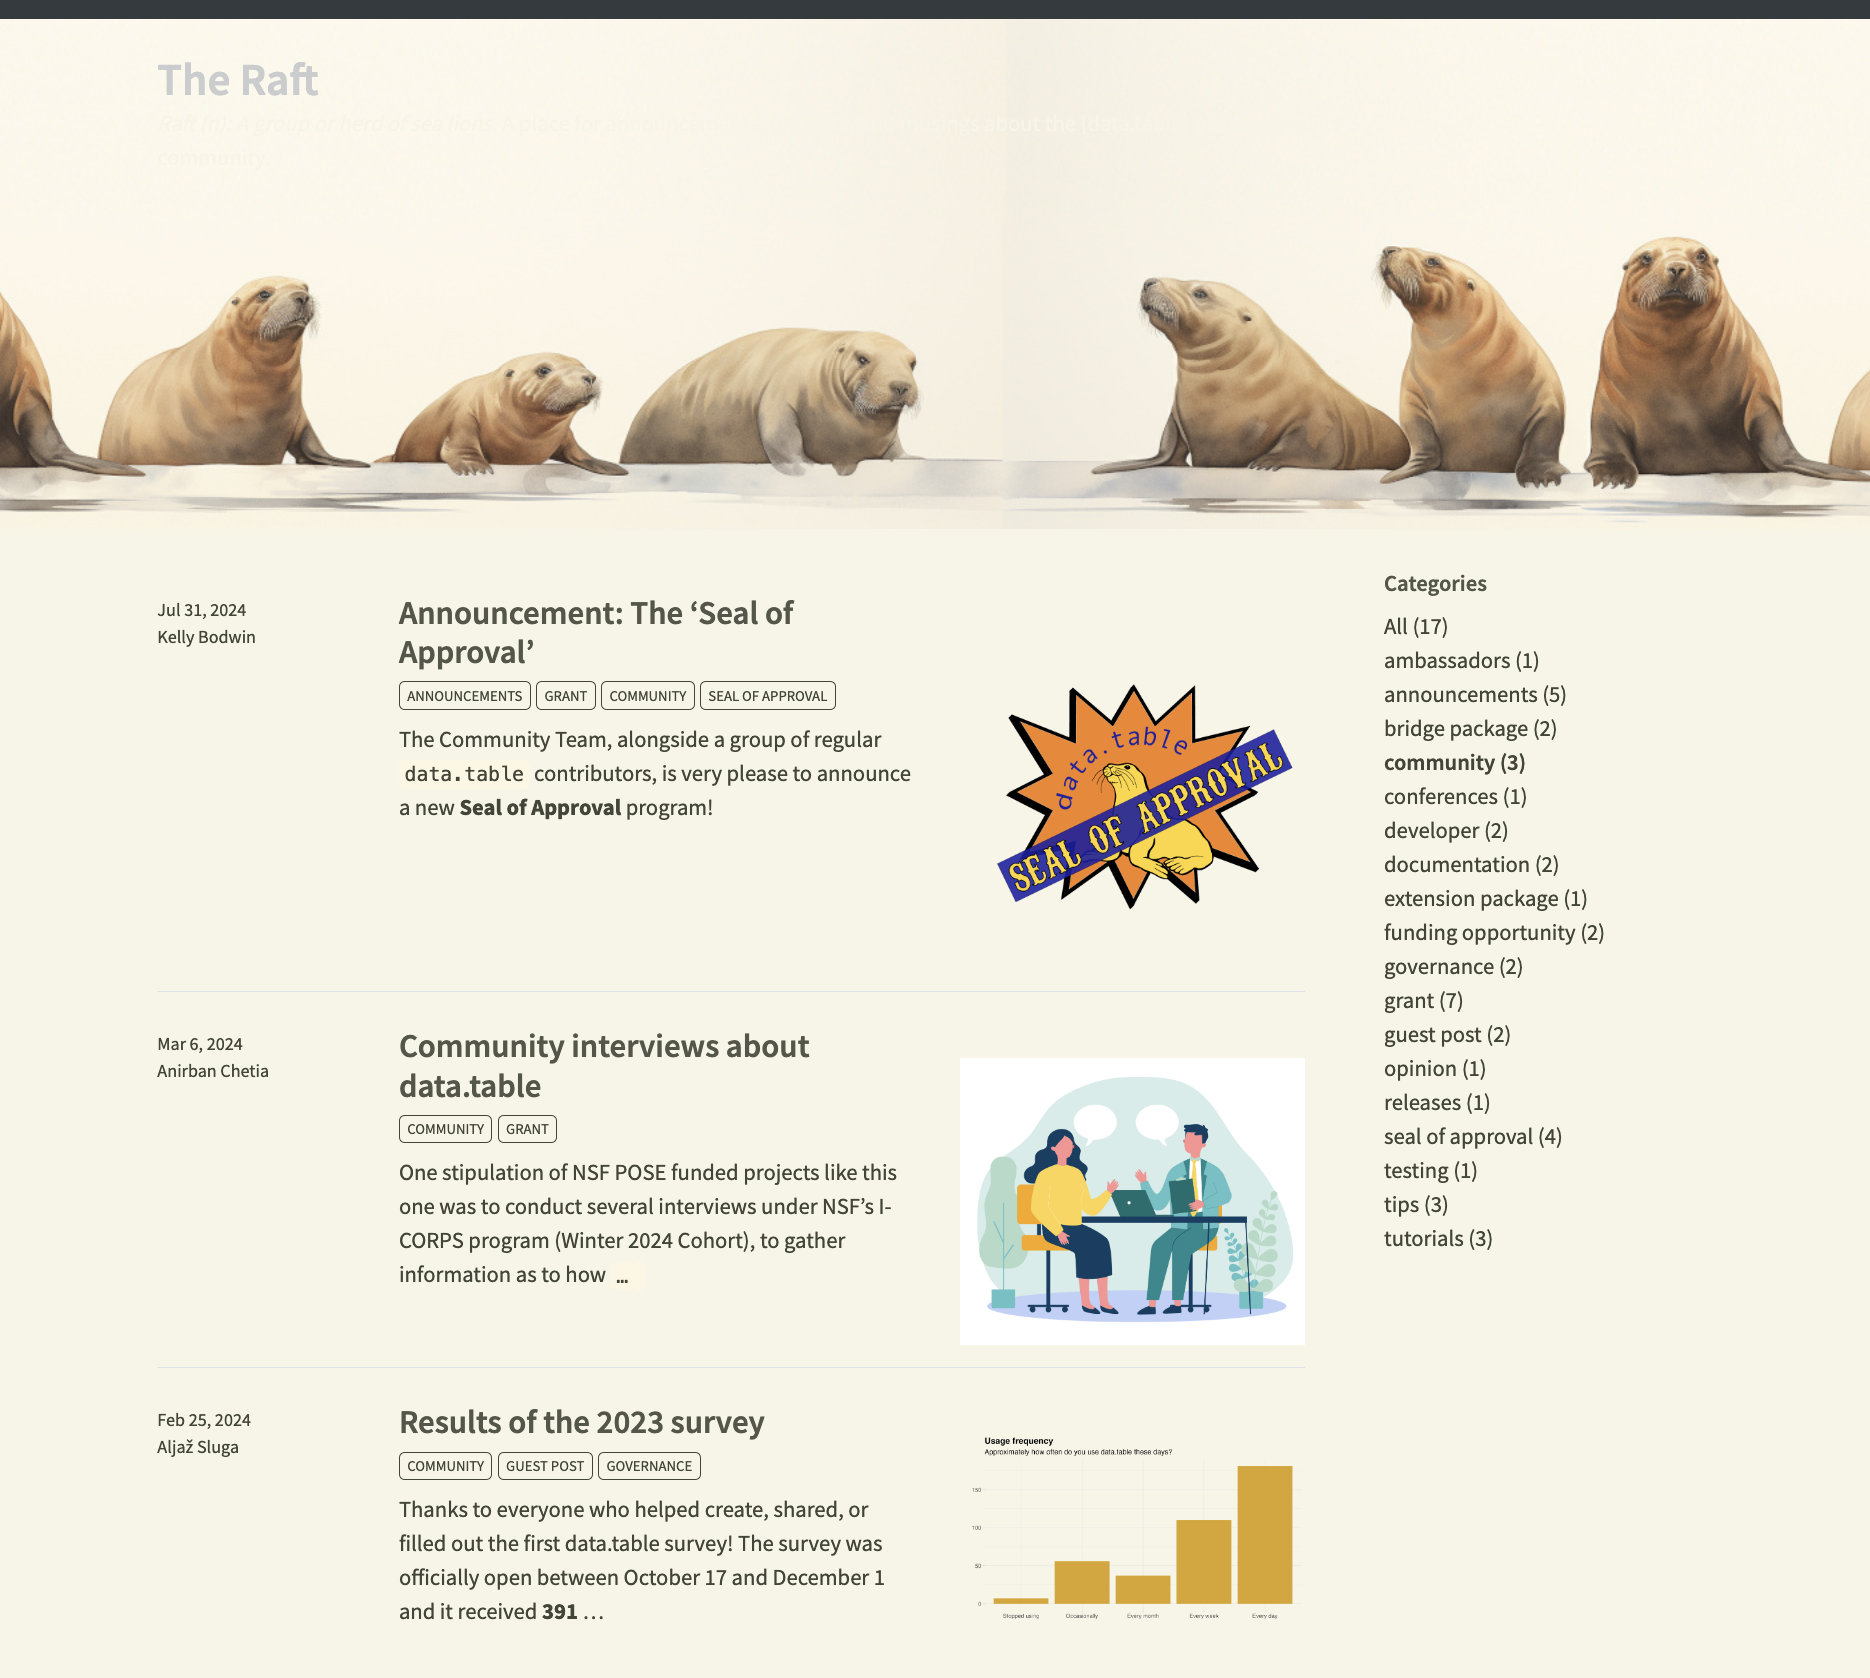 The Raft
Raft (n): A group or herd of sea lions. A place for about the
community.
Jul 31, 2024
Kelly Bodwin
Announcement: The ‘Seal of
Approval’
ANNOUNCEMENTS GRANT COMMUNITY SEAL OF APPROVAL
The Community Team, alongside a group of regular
data.table contributors, is very please to announce
a new Seal of Approval program!
data.table
SEAL OF APPROVAL
Mar 6, 2024
Anirban Chetia
Community interviews about
data.table
COMMUNITY GRANT
One stipulation of NSF POSE funded projects like this
one was to conduct several interviews under NSF’s I-
CORPS program (Winter 2024 Cohort), to gather
information as to how …
Feb 25, 2024
Aljaž Sluga
Results of the 2023 survey
COMMUNITY GUEST POST GOVERNANCE
Thanks to everyone who helped create, shared, or
filled out the first data.table survey! The survey was
officially open between October 17 and December 1
and it received 391 …
Usage frequency
Approximately how often do you use data.table these days?
150
100
50
0
Stopped using Occasionally Every month Every week Every day
Categories
All (17)
ambassadors (1)
announcements (5)
bridge package (2)
community (3)
conferences (1)
developer (2)
documentation (2)
extension package (1)
funding opportunity (2)
governance (2)
grant (7)
guest post (2)
opinion (1)
releases (1)
seal of approval (4)
testing (1)
tips (3)
tutorials (3)